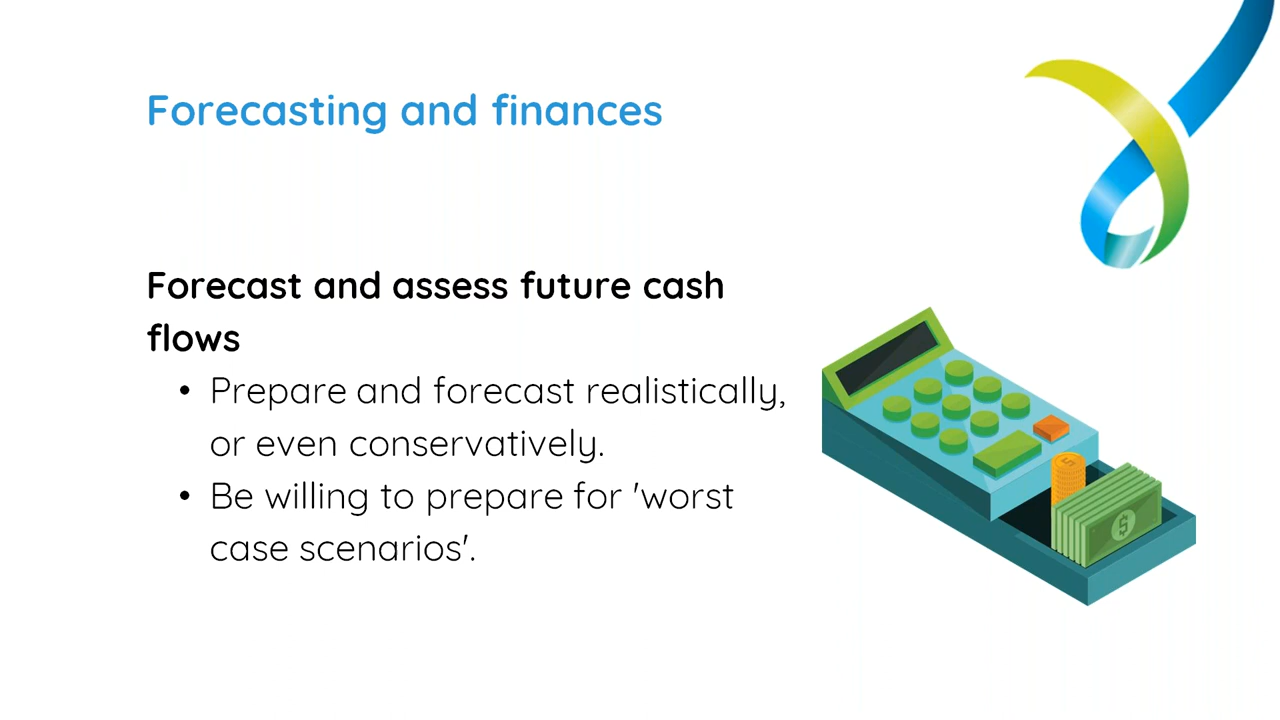 Forecasting and finances
Forecast and assess future cash
flows
• Prepare and forecast realistically,
or even conservatively.
• Be willing to prepare for 'worst
case scenarios'.
$